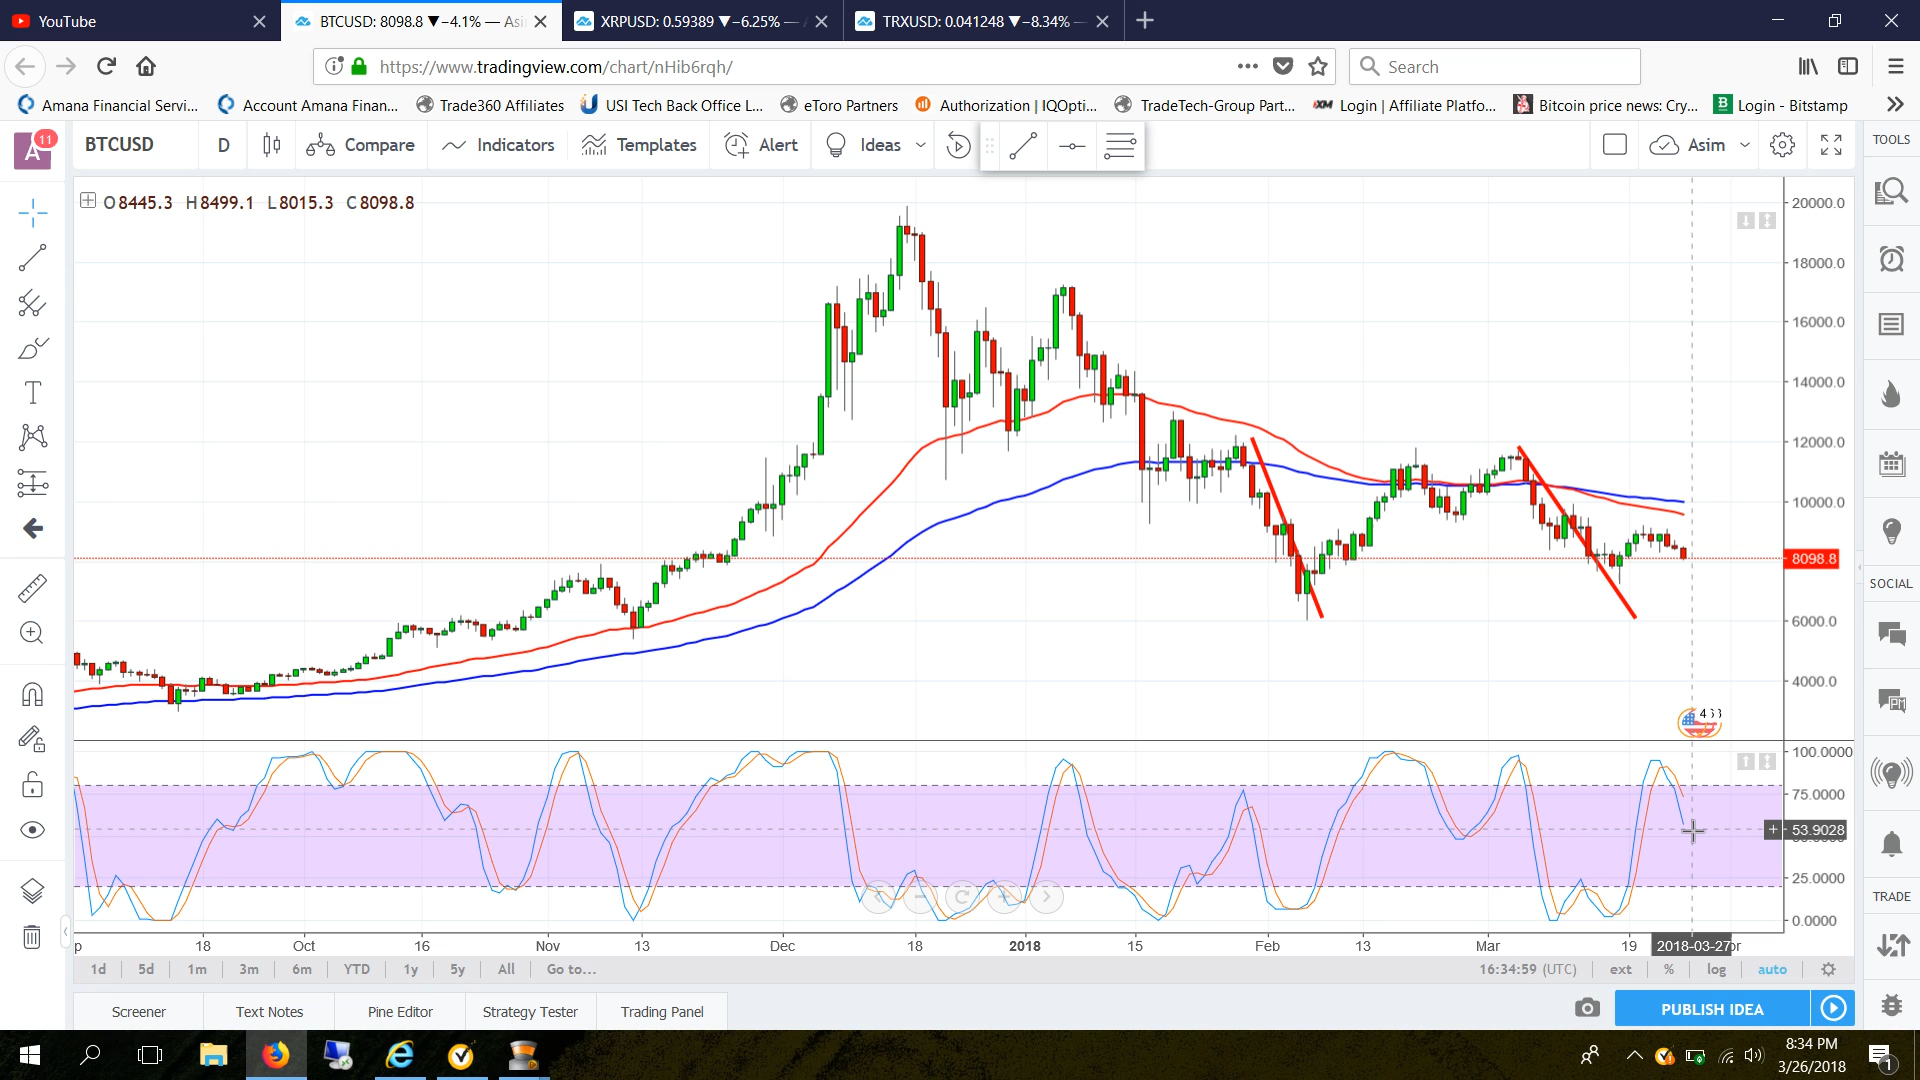 YouTube
BTCUSD: 8098.8 ▼−4.1% — Asi
XRPUSD: 0.59389 ▼−6.25% —
TRXUSD: 0.041248 ▼−8.34% —
https://www.tradingview.com/chart/nHib6rqh/
Search
Amana Financial Servi...
Account Amana Finan...
Trade360 Affiliates
USI Tech Back Office L...
eToro Partners
Authorization | IQOpti...
TradeTech-Group Part...
Login | Affiliate Platfo...
Bitcoin price news: Cry...
Login - Bitstamp
A 11
BTCUSD
D
Compare
Indicators
Templates
Alert
Ideas
Asim
TOOLS
O8445.3 H8499.1 L8015.3 C8098.8
20000.0
18000.0
16000.0
14000.0
12000.0
10000.0
8098.8
6000.0
4000.0
SOCIAL
100.0000
75.0000
53.9028
25.0000
0.0000
TRADE
18
Oct
16
Nov
13
Dec
18
2018
15
Feb
13
Mar
19
2018-03-27
1d
5d
1m
3m
6m
YTD
1y
5y
All
Go to...
16:34:59 (UTC)
ext
%
log
auto
Screener
Text Notes
Pine Editor
Strategy Tester
Trading Panel
PUBLISH IDEA
8:34 PM
3/26/2018
1